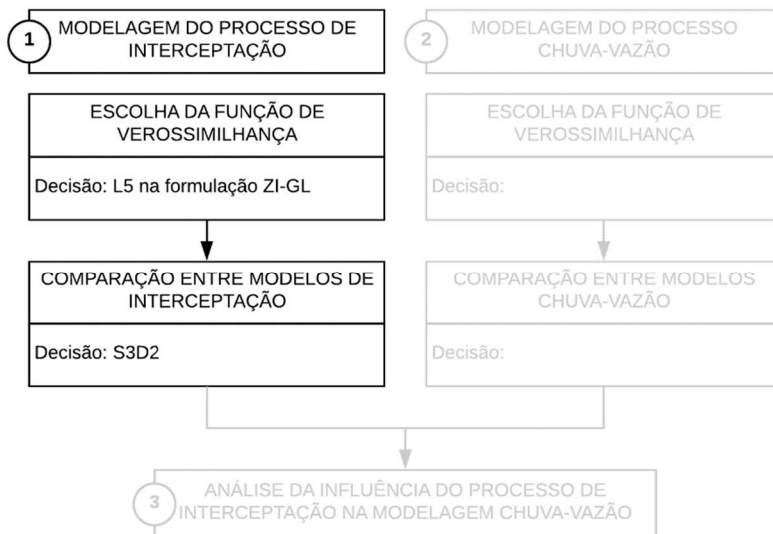 1
MODELAGEM DO PROCESSO DE
INTERCEPTAÇÃO
ESCOLHA DA FUNÇÃO DE
VEROSSIMILHANÇA
Decisão: L5 na formulação ZI-GL
COMPARAÇÃO ENTRE MODELOS DE
INTERCEPTAÇÃO
Decisão: S3D2
2
MODELAGEM DO PROCESSO
CHUVA-VAZÃO
ESCOLHA DA FUNÇÃO DE
VEROSSIMILHANÇA
Decisão:
COMPARAÇÃO ENTRE MODELOS
CHUVA-VAZÃO
Decisão:
3
ANÁLISE DA INFLUÊNCIA DO PROCESSO DE
INTERCEPTAÇÃO NA MODELAGEM CHUVA-VAZÃO